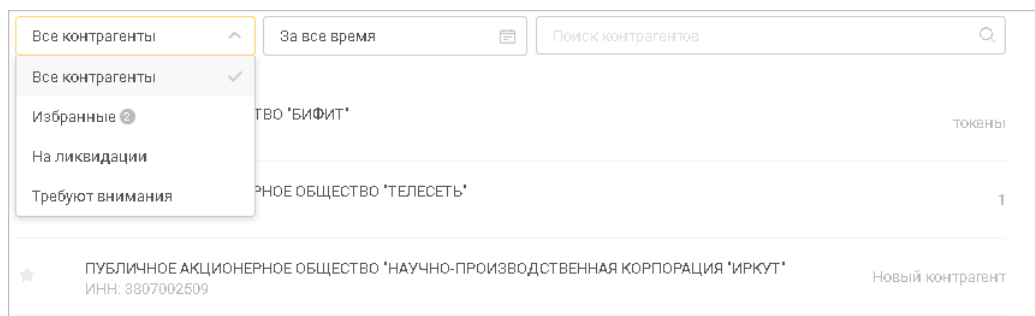 Все контрагенты
За все время
Поиск контрагентов
Все контрагенты
Избранные 2
ТВО "БИФИТ"
токены
На ликвидации
Требуют внимания
РНОЕ ОБЩЕСТВО "ТЕЛЕСЕТЬ"
1
ПУБЛИЧНОЕ АКЦИОНЕРНОЕ ОБЩЕСТВО "НАУЧНО-ПРОИЗВОДСТВЕННАЯ КОРПОРАЦИЯ "ИРКУТ"
ИНН: 3807002509
Новый контрагент